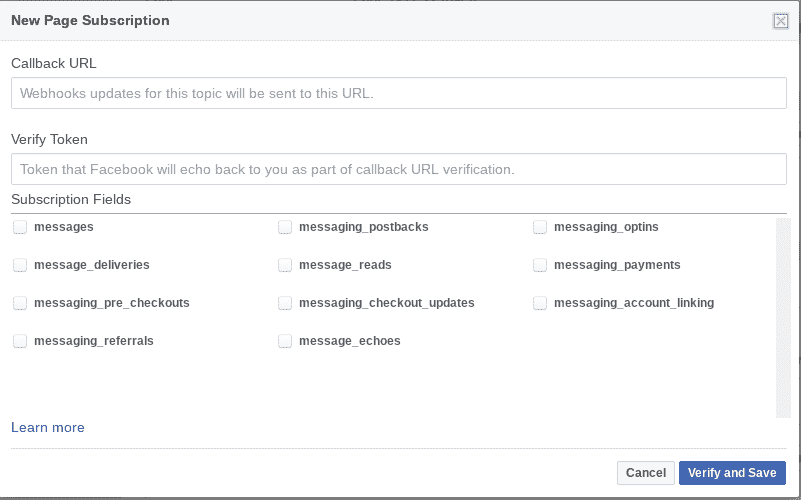 New Page Subscription
Callback URL
Webhooks updates for this topic will be sent to this URL.
Verify Token
Token that Facebook will echo back to you as part of callback URL verification.
Subscription Fields
messages messaging_postbacks messaging_optins
message_deliveries message_reads messaging_payments
messaging_pre_checkouts messaging_checkout_updates messaging_account_linking
messaging_referrals message_echoes
Learn more
Cancel Verify and Save